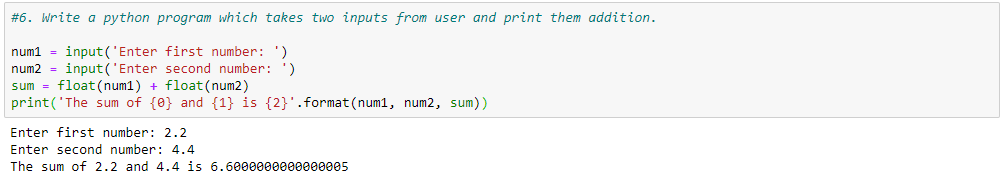 #6. Write a python program which takes two inputs from user and print them addition.
num1 = input('Enter first number: ')
num2 = input('Enter second number: ')
sum = float(num1) + float(num2)
print('The sum of {0} and {1} is {2}'.format(num1, num2, sum))
Enter first number: 2.2
Enter second number: 4.4
The sum of 2.2 and 4.4 is 6.6000000000000005